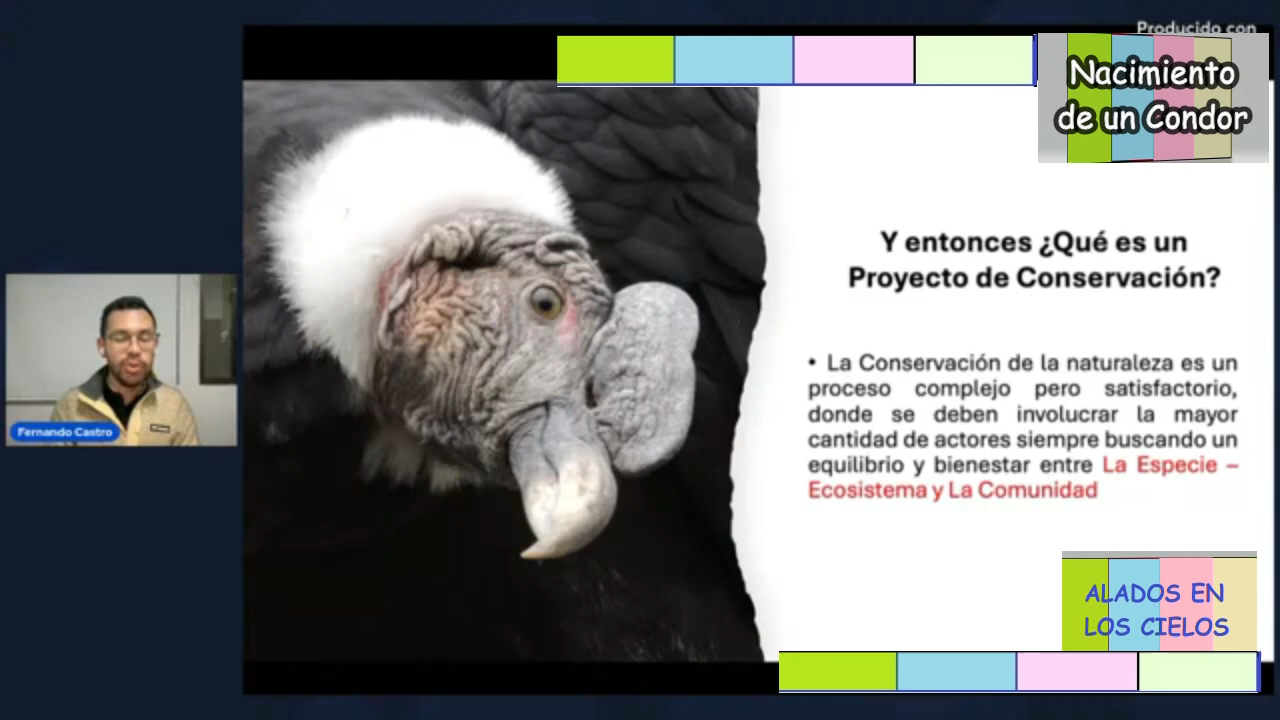 Producido con
Nacimiento
de un Condor
Y entonces ¿Qué es un
Proyecto de Conservación?
• La Conservación de la naturaleza es un
proceso complejo pero satisfactorio,
donde se deben involucrar la mayor
cantidad de actores siempre buscando un
equilibrio y bienestar entre La Especie –
Ecosistema y La Comunidad
Fernando Castro
ALADOS EN
LOS CIELOS